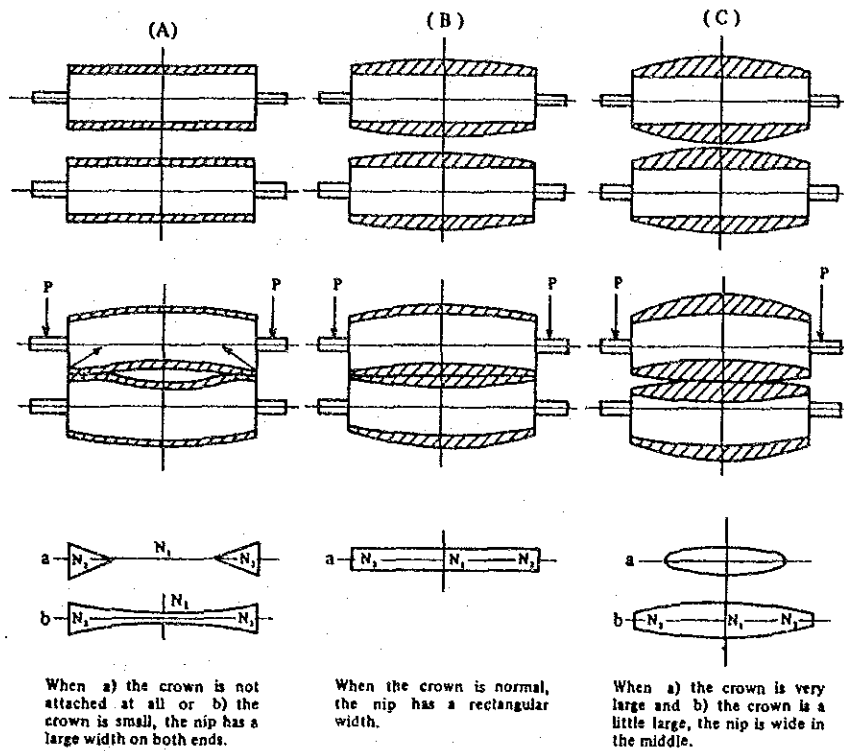 (A)
(B)
(C)
P
P
P
P
P
P
a
N₂
N₁
N₂
a
N₂
N₁
N₂
a
b
N₂
N₁
N₂
b
N₂
N₁
N₂
When a) the crown is not
attached at all or b) the
crown is small, the nip has a
large width on both ends.
When the crown is normal,
the nip has a rectangular
width.
When a) the crown is very
large and b) the crown is a
little large, the nip is wide in
the middle.